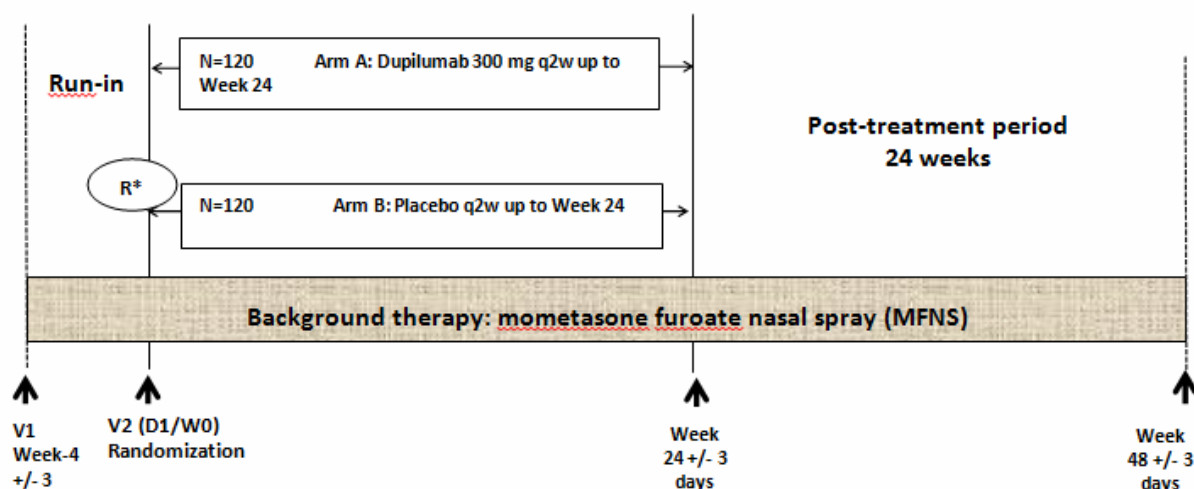 N=120 Arm A: Dupilumab 300 mg q2w up to
Week 24
Run-in
Post-treatment period
24 weeks
R*
N=120 Arm B: Placebo q2w up to Week 24
Background therapy: mometasone furoate nasal spray (MFNS)
V1
Week-4
+/- 3
V2 (D1/W0)
Randomization
Week
24 +/- 3
days
Week
48 +/- 3
days